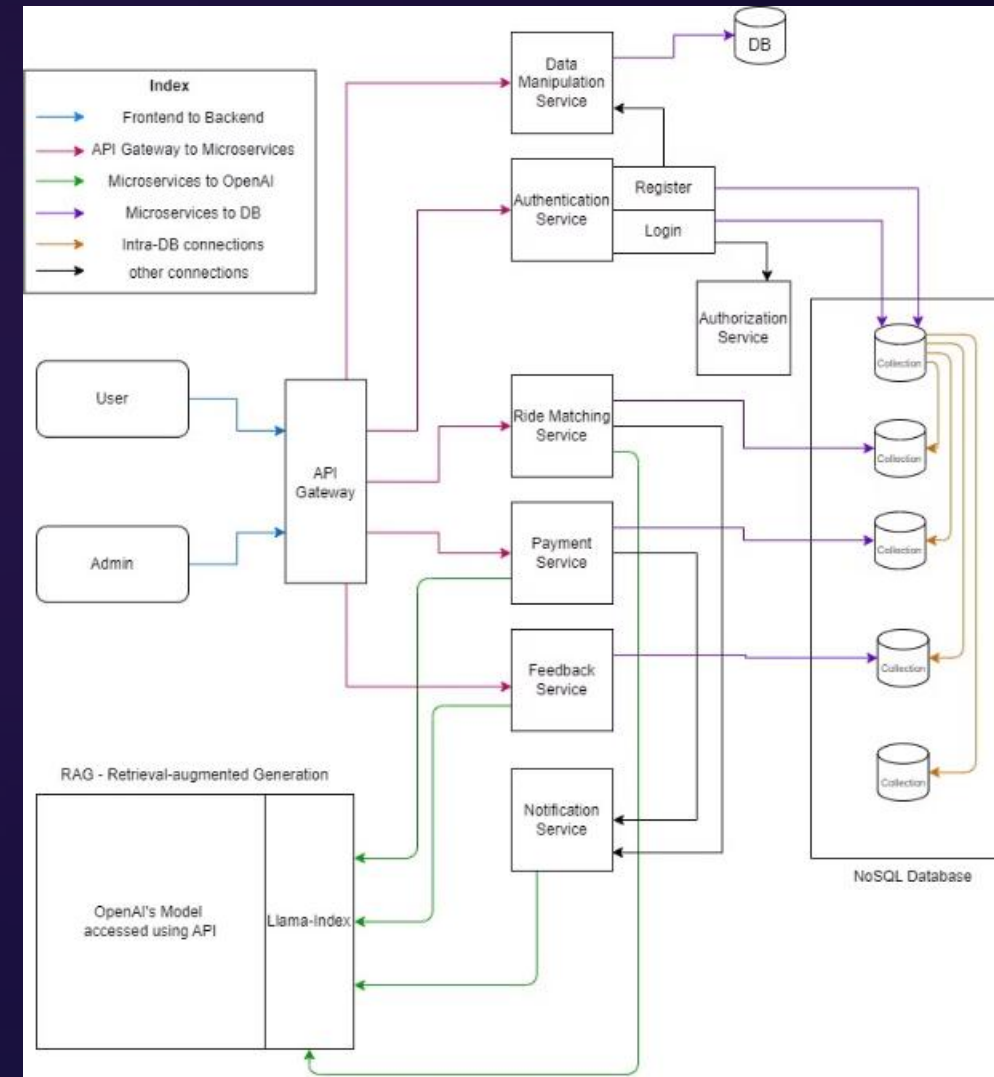 Index
Frontend to Backend
API Gateway to Microservices
Microservices to OpenAI
Microservices to DB
Intra-DB connections
other connections
DB
Data
Manipulation
Service
Authentication
Service
Register
Login
Authorization
Service
User
Admin
API
Gateway
Ride Matching
Service
Payment
Service
Feedback
Service
Notification
Service
Collection
Collection
Collection
Collection
Collection
NoSQL Database
RAG - Retrieval-augmented Generation
OpenAI's Model
accessed using API
Llama-Index